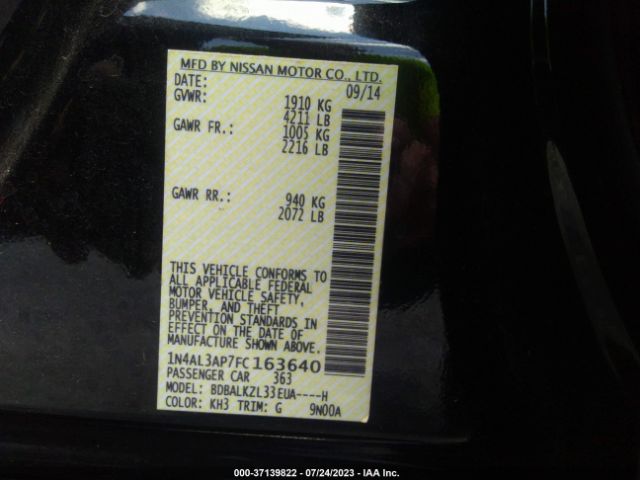 MFD BY NISSAN MOTOR CO., LTD.
DATE: 09/14
GVWR: 1910 KG
4211 LB
GAWR FR.: 1005 KG
2216 LB
GAWR RR.: 940 KG
2072 LB
THIS VEHICLE CONFORMS TO
ALL APPLICABLE FEDERAL
MOTOR VEHICLE SAFETY,
BUMPER, AND THEFT
PREVENTION STANDARDS IN
EFFECT ON THE DATE OF
MANUFACTURE SHOWN ABOVE.
1N4AL3AP7FC163640
PASSENGER CAR 363
MODEL: BDBALKZL33EUA----H
COLOR: KH3 TRIM: G 9N00A
000-37139822 - 07/24/2023 - IAA Inc.